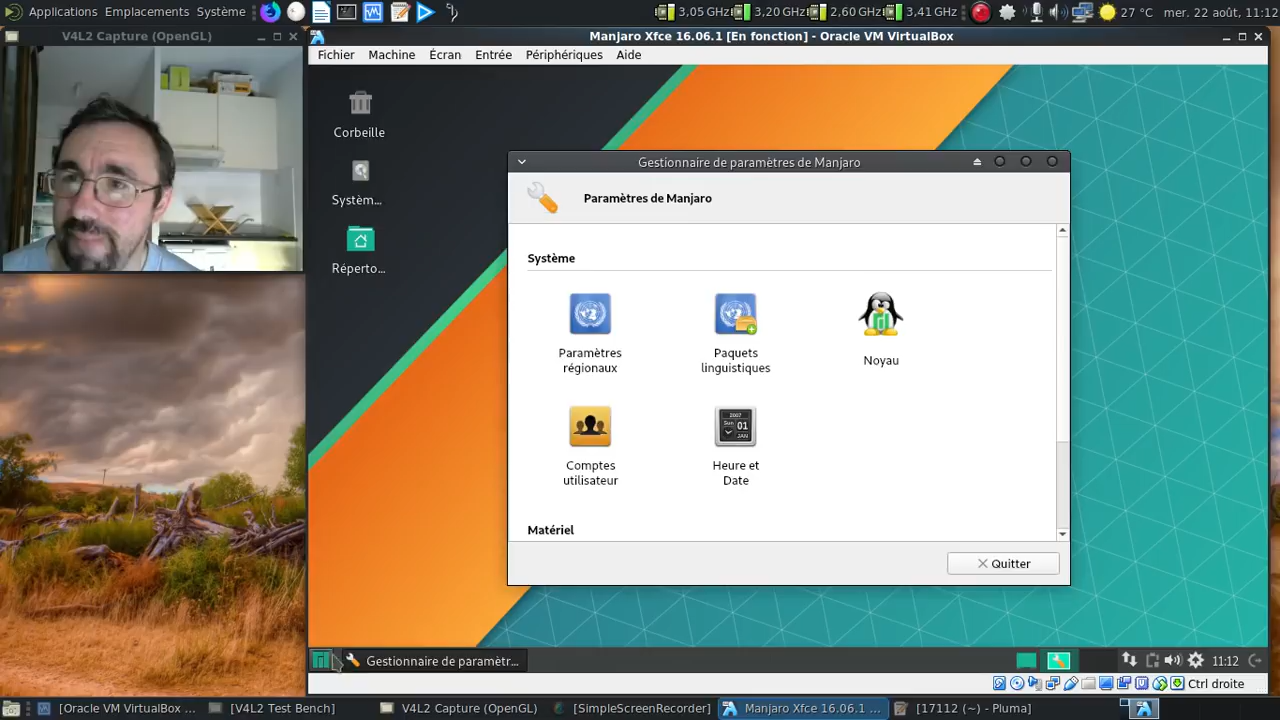 Applications Emplacements Système
3,05 GHz 3,20 GHz 2,60 GHz 3,41 GHz 27 °C mer. 22 août, 11:12
V4L2 Capture (OpenGL)
Manjaro Xfce 16.06.1 [En fonction] - Oracle VM VirtualBox
Fichier Machine Écran Entrée Périphériques Aide
Corbeille
Systèm...
Réperto...
Gestionnaire de paramètres de Manjaro
Paramètres de Manjaro
Système
Paramètres régionaux
Paquets linguistiques
Noyau
Comptes utilisateur
Heure et Date
Matériel
Quitter
Gestionnaire de paramètr...
11:12
Ctrl droite
[Oracle VM VirtualBox ... [V4L2 Test Bench] V4L2 Capture (OpenGL) [SimpleScreenRecorder] Manjaro Xfce 16.06.1 ... [17112 (~) - Pluma]